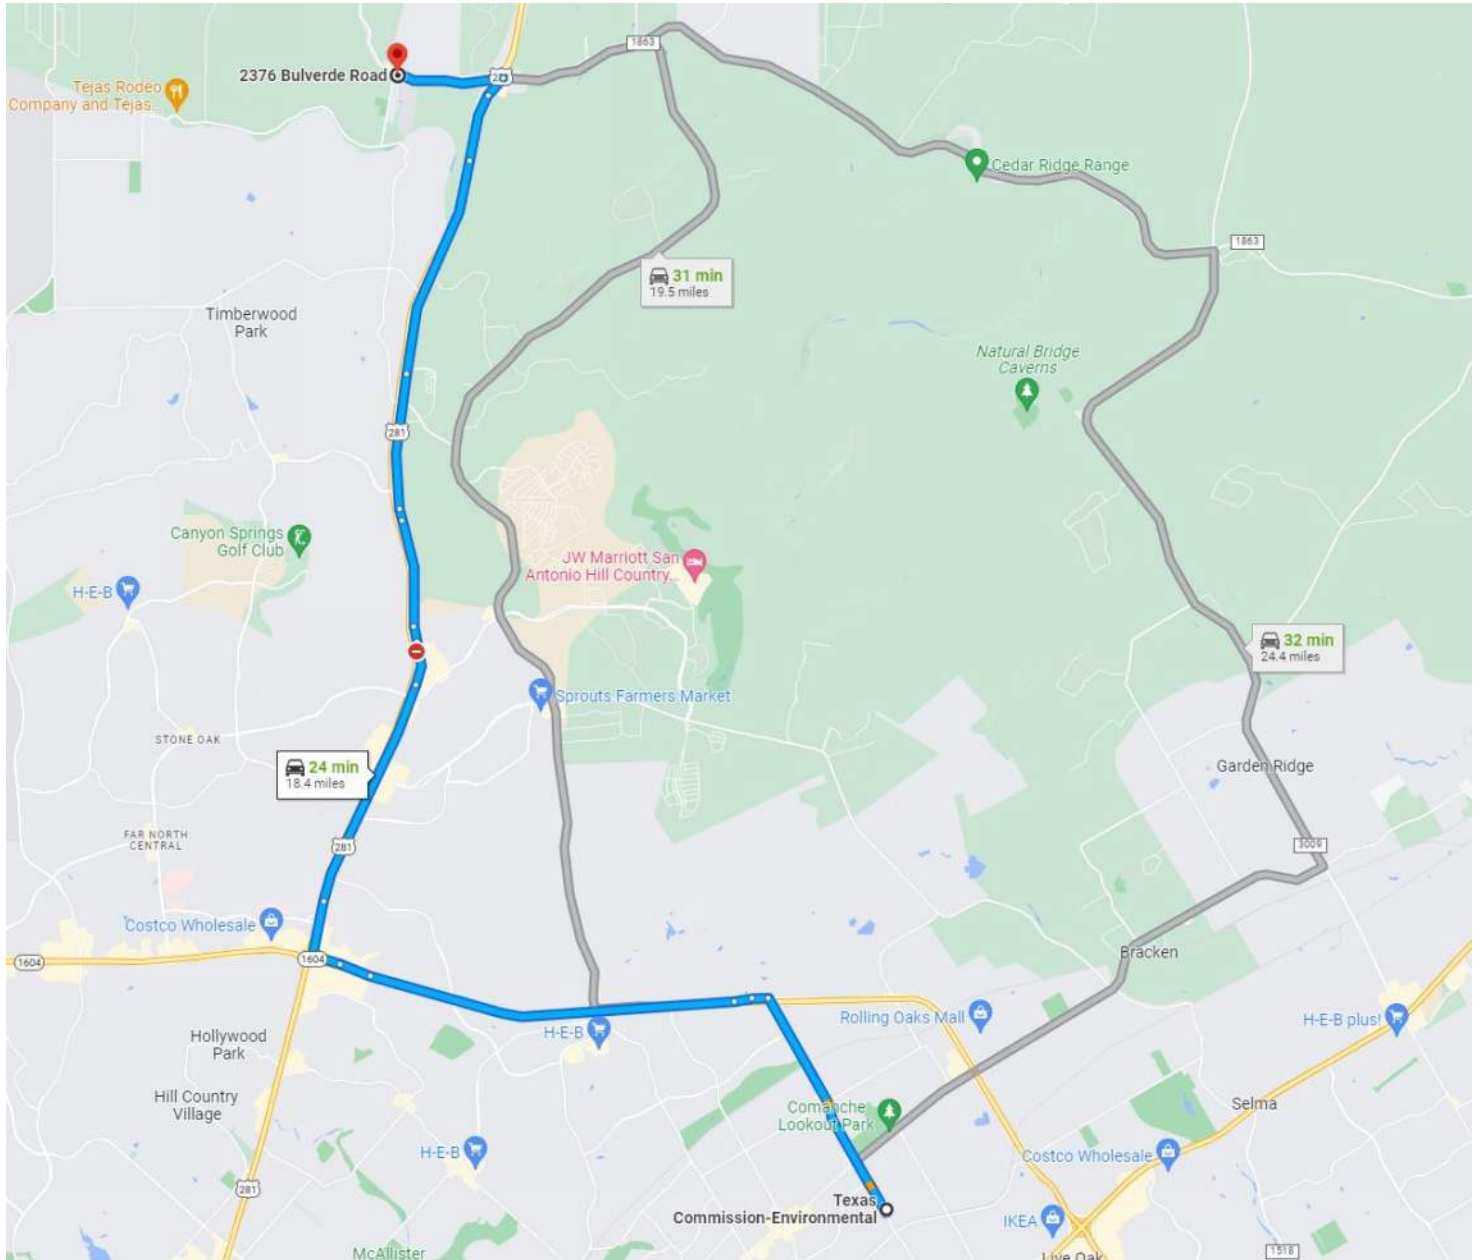 1863
2376 Bulverde Road
Tejas Rodeo
Company and Tejas...
Cedar Ridge Range
1863
31 min
19.5 miles
Timberwood
Park
Natural Bridge
Caverns
281
Canyon Springs
Golf Club
JW Marriott San
Antonio Hill Country...
H-E-B
32 min
24.4 miles
Sprouts Farmers Market
STONE OAK
24 min
18.4 miles
Garden Ridge
FAR NORTH
CENTRAL
281
3009
Costco Wholesale
1604
1604
Bracken
Rolling Oaks Mall
H-E-B plus!
H-E-B
Hollywood
Park
Hill Country
Village
Comanche
Lookout Park
Selma
H-E-B
Costco Wholesale
281
Texas
Commission-Environmental
IKEA
McAllister
Live Oak
1518